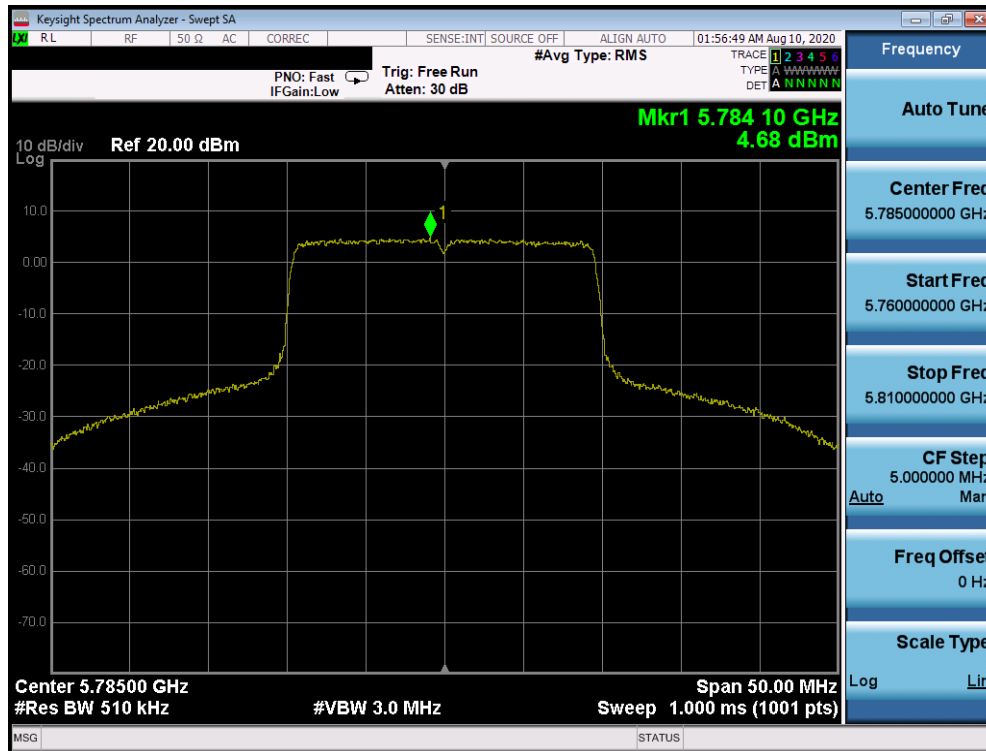 Keysight Spectrum Analyzer - Swept SA
LXI RL RF 50 Ω AC CORREC SENSE:INT SOURCE OFF ALIGN AUTO 01:56:49 AM Aug 10, 2020
#Avg Type: RMS
TRACE 1 2 3 4 5 6
TYPE A WWWWW
DET A N N N N N
PNO: Fast Trig: Free Run
IFGain:Low Atten: 30 dB
Mkr1 5.784 10 GHz
4.68 dBm
10 dB/div Ref 20.00 dBm
Log
1
10.0
0.00
-10.0
-20.0
-30.0
-40.0
-50.0
-60.0
-70.0
Center 5.78500 GHz Span 50.00 MHz
#Res BW 510 kHz #VBW 3.0 MHz Sweep 1.000 ms (1001 pts)
MSG STATUS
Frequency
Auto Tune
Center Freq
5.785000000 GHz
Start Freq
5.760000000 GHz
Stop Freq
5.810000000 GHz
CF Step
5.000000 MHz
Auto Man
Freq Offset
0 Hz
Scale Type
Log Lin